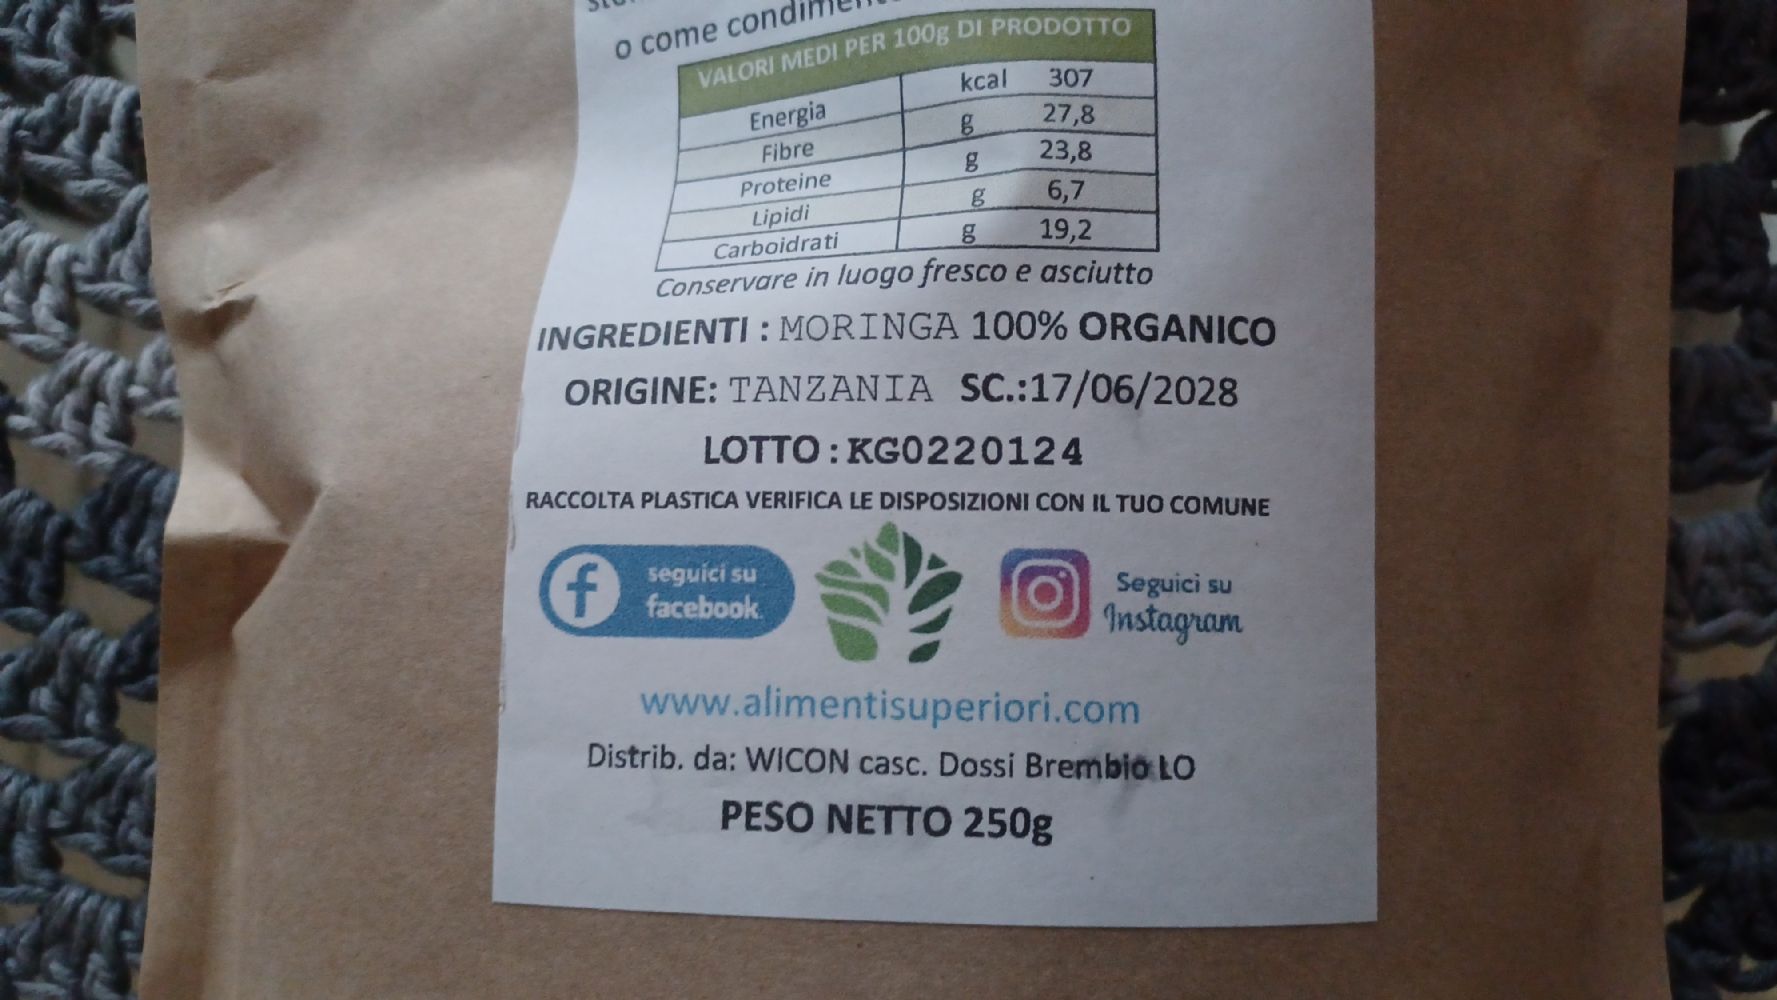 o come
VALORI MEDI PER 100g DI PRODOTTO
Energia kcal 307
Fibre g 27,8
Proteine g 23,8
Lipidi g 6,7
Carboidrati g 19,2
Conservare in luogo fresco e asciutto
INGREDIENTI : MORINGA 100% ORGANICO
ORIGINE: TANZANIA SC.:17/06/2028
LOTTO : KG0220124
RACCOLTA PLASTICA VERIFICA LE DISPOSIZIONI CON IL TUO COMUNE
seguici su
facebook.
Seguici su
Instagram
www.alimentisuperiori.com
Distrib. da: WICON casc. Dossi Brembio LO
PESO NETTO 250g